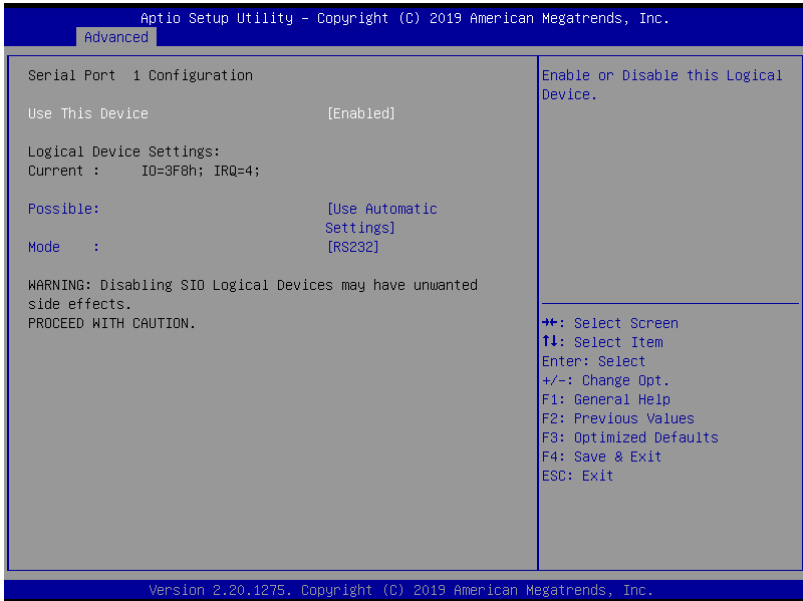 Aptio Setup Utility – Copyright (C) 2019 American Megatrends, Inc.
Advanced
Serial Port  1 Configuration
Use This Device [Enabled]
Logical Device Settings:
Current : IO=3F8h; IRQ=4;
Possible: [Use Automatic
Settings]
Mode : [RS232]
WARNING: Disabling SIO Logical Devices may have unwanted
side effects.
PROCEED WITH CAUTION.
Enable or Disable this Logical
Device.
→←: Select Screen
↑↓: Select Item
Enter: Select
+/-: Change Opt.
F1: General Help
F2: Previous Values
F3: Optimized Defaults
F4: Save & Exit
ESC: Exit
Version 2.20.1275. Copyright (C) 2019 American Megatrends, Inc.